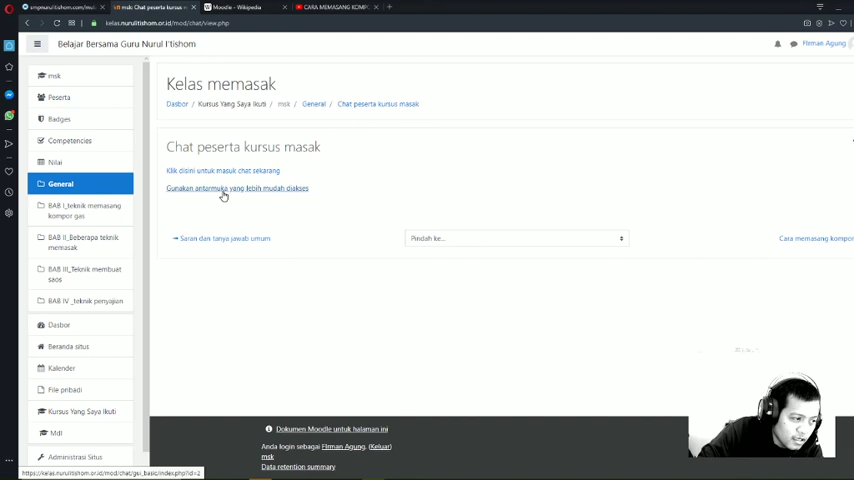 smpnurulitishom.com/mudl
msk: Chat peserta kursus m
Moodle - Wikipedia
CARA MEMASANG KOMPO
kelas.nurulitishom.or.id/mod/chat/view.php
Belajar Bersama Guru Nurul I'tishom
FIrman Agung
msk
Peserta
Badges
Competencies
Nilai
General
BAB I_teknik memasang
kompor gas
BAB II_Beberapa teknik
memasak
BAB III_Teknik membuat
saos
BAB IV _teknik penyajian
Dasbor
Beranda situs
Kalender
File pribadi
Kursus Yang Saya Ikuti
Mdl
Administrasi Situs
Kelas memasak
Dasbor / Kursus Yang Saya Ikuti / msk / General / Chat peserta kursus masak
Chat peserta kursus masak
Klik disini untuk masuk chat sekarang
Gunakan antarmuka yang lebih mudah diakses
Saran dan tanya jawab umum
Pindah ke...
Cara memasang kompor
Dokumen Moodle untuk halaman ini
Anda login sebagai FIrman Agung. (Keluar)
msk
Data retention summary
https://kelas.nurulitishom.or.id/mod/chat/gui_basic/index.php?id=2